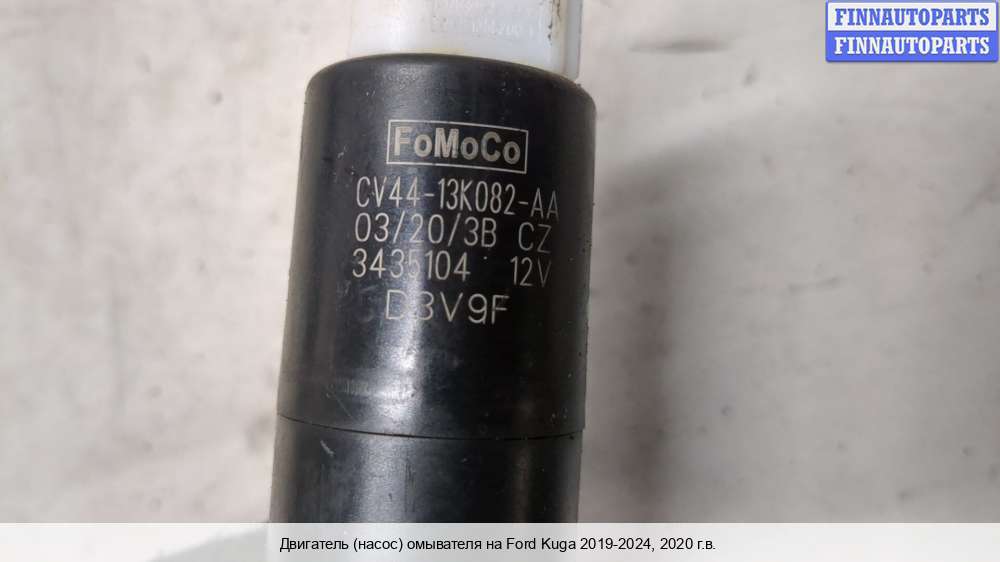 FINNAUTOPARTS
FINNAUTOPARTS
FoMoCo
CV44-13K082-AA
03/20/3B CZ
3435104 12V
D3V9F
Двигатель (насос) омывателя на Ford Kuga 2019-2024, 2020 г.в.